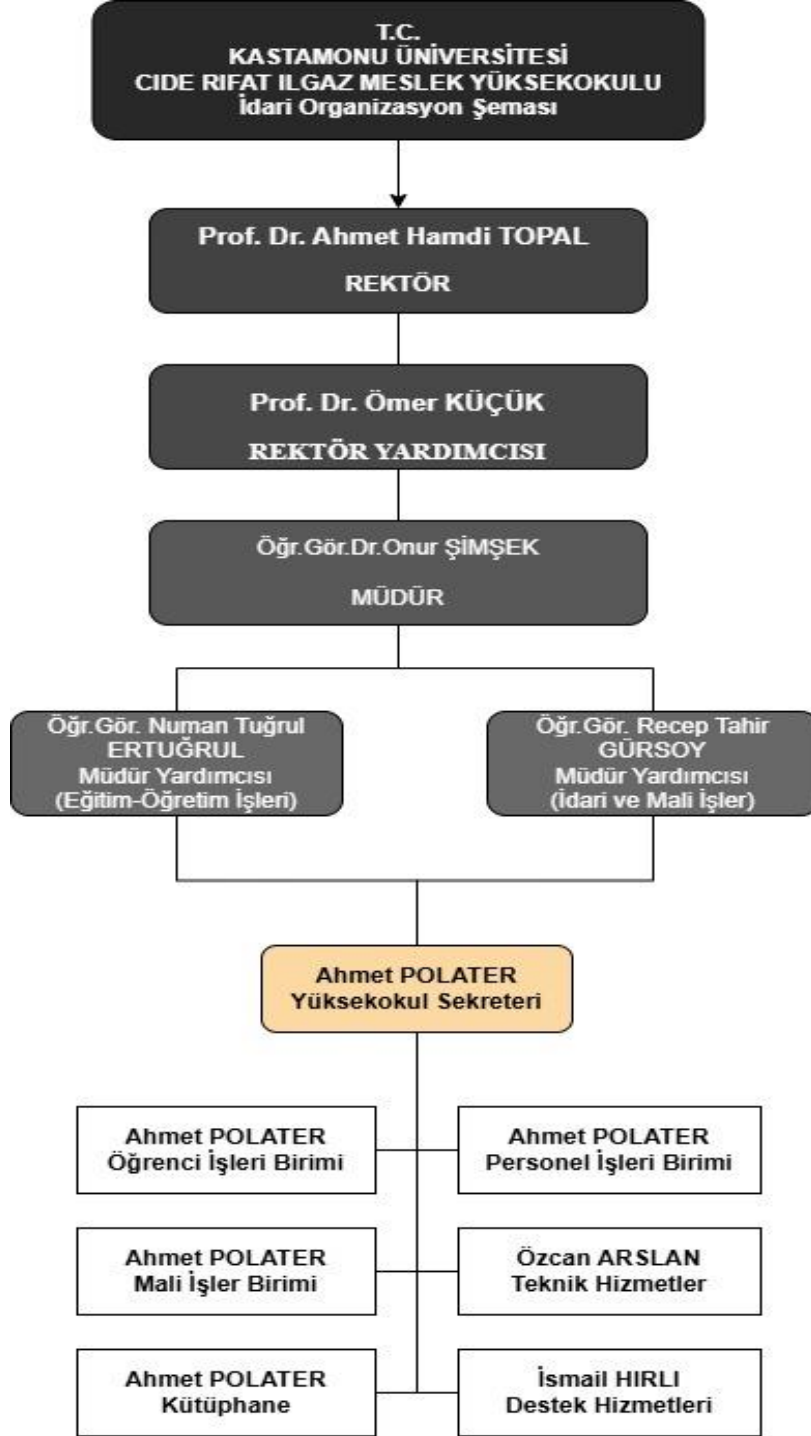 T.C.
KASTAMONU ÜNİVERSİTESİ
CIDE RIFAT ILGAZ MESLEK YÜKSEKOKULU
İdari Organizasyon Şeması
Prof. Dr. Ahmet Hamdi TOPAL
REKTÖR
Prof. Dr. Ömer KÜÇÜK
REKTÖR YARDIMCISI
Öğr.Gör.Dr.Onur ŞİMŞEK
MÜDÜR
Öğr.Gör. Numan Tuğrul
ERTUĞRUL
Müdür Yardımcısı
(Eğitim-Öğretim İşleri)
Öğr.Gör. Recep Tahir
GÜRSOY
Müdür Yardımcısı
(İdari ve Mali İşler)
Ahmet POLATER
Yüksekokul Sekreteri
Ahmet POLATER
Öğrenci İşleri Birimi
Ahmet POLATER
Personel İşleri Birimi
Ahmet POLATER
Mali İşler Birimi
Özcan ARSLAN
Teknik Hizmetler
Ahmet POLATER
Kütüphane
İsmail HIRLI
Destek Hizmetleri